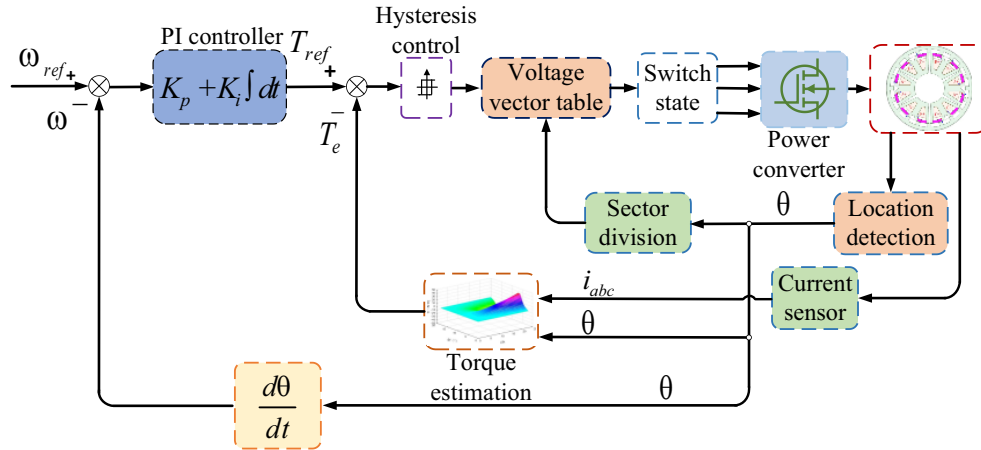 Hysteresis
control
PI controller
T_ref
+
ω_ref
+
K_p + K_i ∫ dt
Voltage
vector table
Switch
state
ω
−
−
T_e
Power
converter
Sector
division
θ
Location
detection
i_abc
Current
sensor
θ
Torque
estimation
θ
dθ
dt